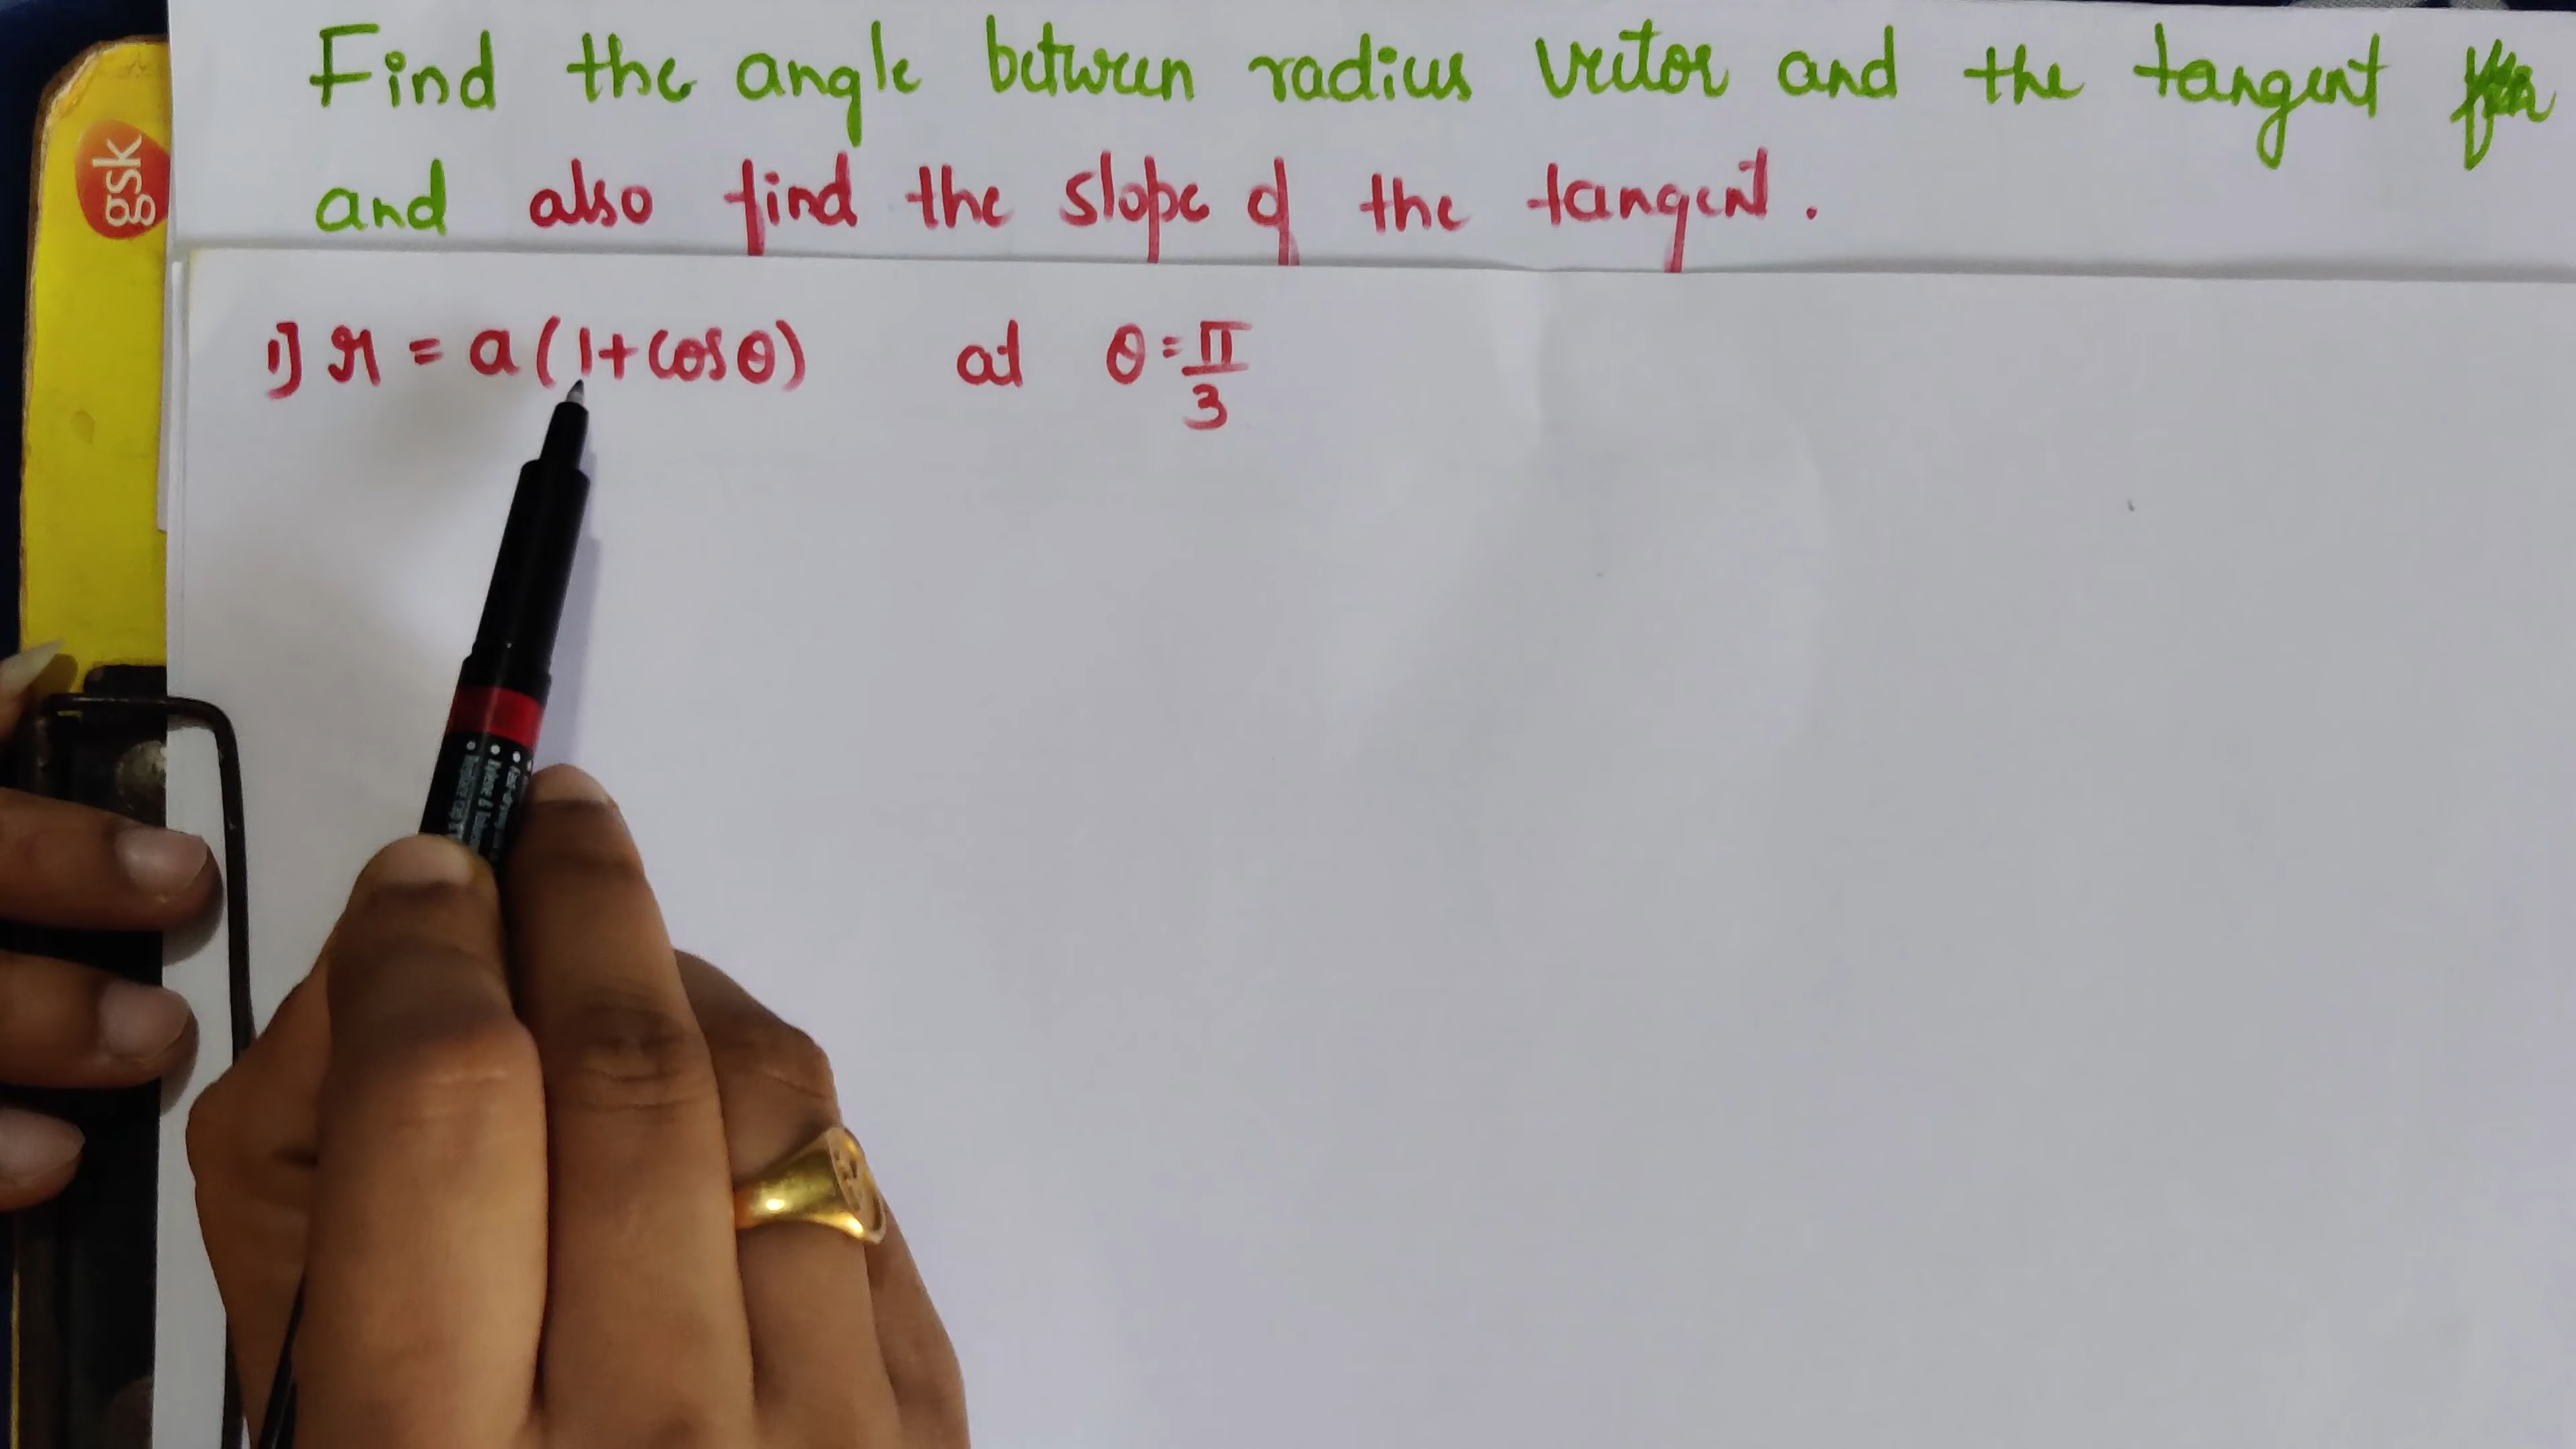 Find the angle between radius vector and the tangent
and also find the slope of the tangent.
gsk
1) r = a(1+cosθ) at θ = π/3